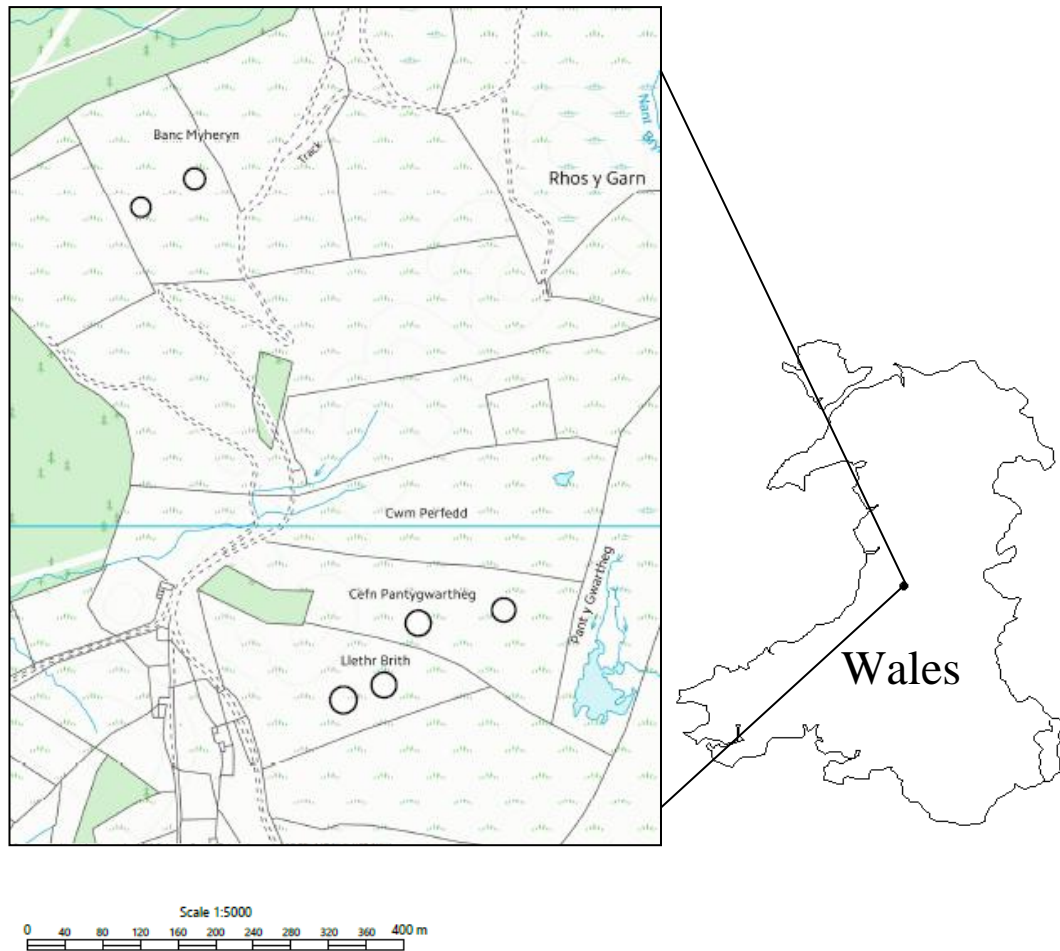 Banc Myheryn
Track
Nant Bry
Rhos y Garn
Cwm Perfedd
Cefn Pantygwartheg
Pant y Gwartheg
Llethr Brith
Wales
Scale 1:5000
0 40 80 120 160 200 240 280 320 360 400 m